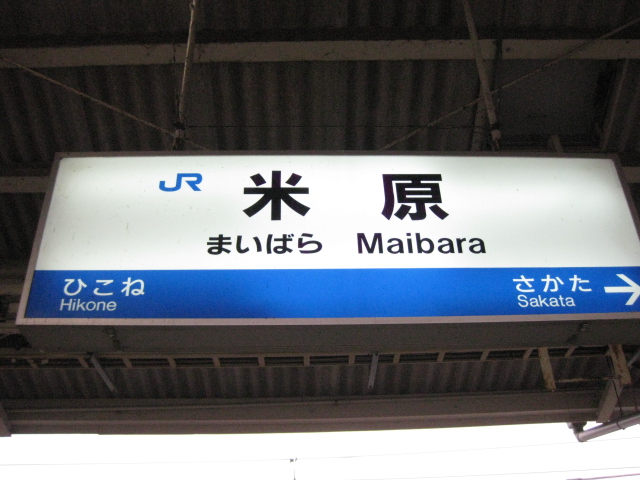 JR 米原
まいばら Maibara
ひこね さかた →
Hikone Sakata